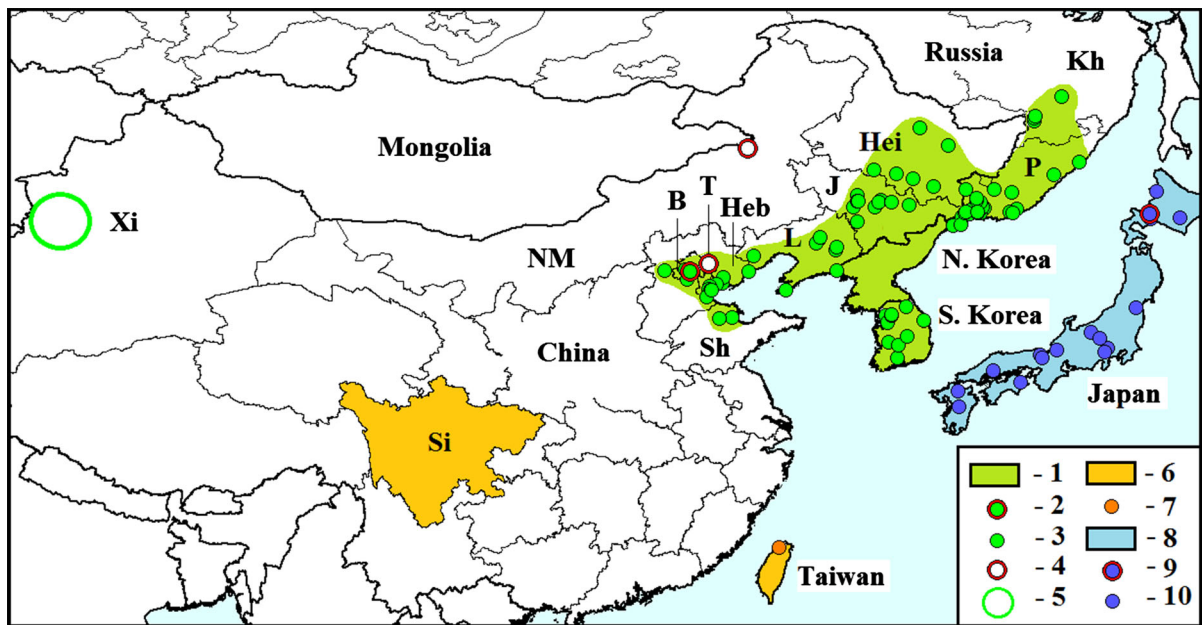 Russia
Kh
Mongolia
Hei
P
J
Xi
B
T
Heb
L
NM
N. Korea
S. Korea
China
Sh
Japan
Si
Taiwan
- 1
- 6
- 2
- 7
- 3
- 8
- 4
- 9
- 5
- 10